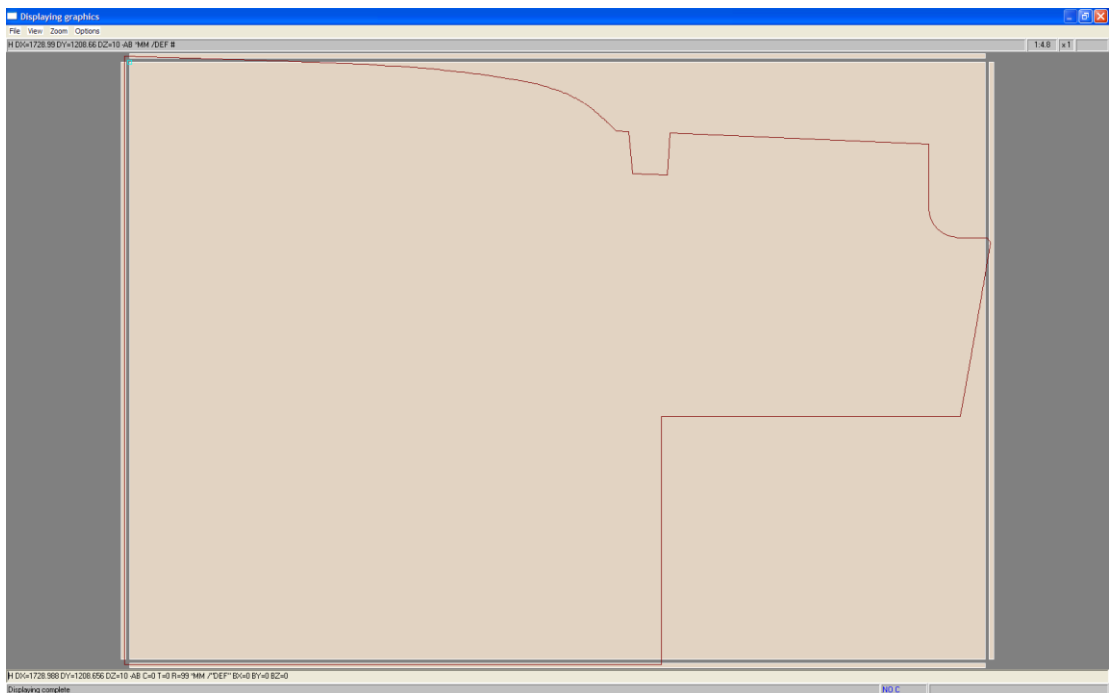 Displaying graphics
File View Zoom Options
H DX=1728.99 DY=1208.66 DZ=10 -AB *MM /DEF #
1:4.8 x1
H DX=1728.988 DY=1208.656 DZ=10 -AB C=0 T=0 R=99 *MM /"DEF" BX=0 BY=0 BZ=0
Displaying complete
NO C